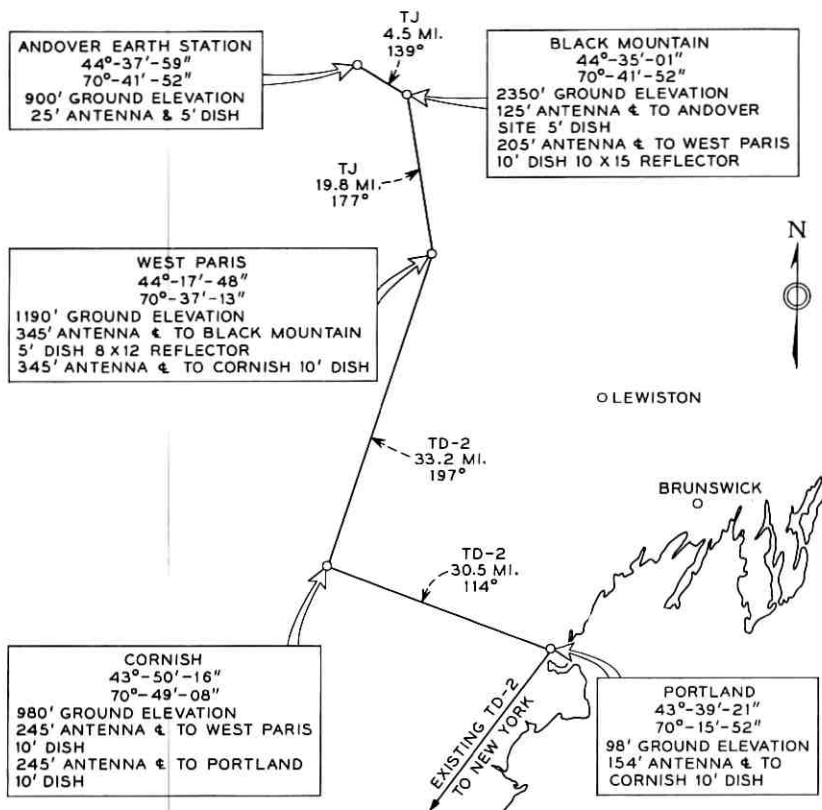 ANDOVER EARTH STATION
44°-37'-59"
70°-41'-52"
900' GROUND ELEVATION
25' ANTENNA & 5' DISH
TJ
4.5 MI.
139°
BLACK MOUNTAIN
44°-35'-01"
70°-41'-52"
2350' GROUND ELEVATION
125' ANTENNA ℄ TO ANDOVER
SITE 5' DISH
205' ANTENNA ℄ TO WEST PARIS
10' DISH 10 X 15 REFLECTOR
TJ
19.8 MI.
177°
N
WEST PARIS
44°-17'-48"
70°-37'-13"
1190' GROUND ELEVATION
345' ANTENNA ℄ TO BLACK MOUNTAIN
5' DISH 8 X 12 REFLECTOR
345' ANTENNA ℄ TO CORNISH 10' DISH
LEWISTON
TD-2
33.2 MI.
197°
BRUNSWICK
TD-2
30.5 MI.
114°
CORNISH
43°-50'-16"
70°-49'-08"
980' GROUND ELEVATION
245' ANTENNA ℄ TO WEST PARIS
10' DISH
245' ANTENNA ℄ TO PORTLAND
10' DISH
EXISTING TD-2
TO NEW YORK
PORTLAND
43°-39'-21"
70°-15'-52"
98' GROUND ELEVATION
154' ANTENNA ℄ TO
CORNISH 10' DISH